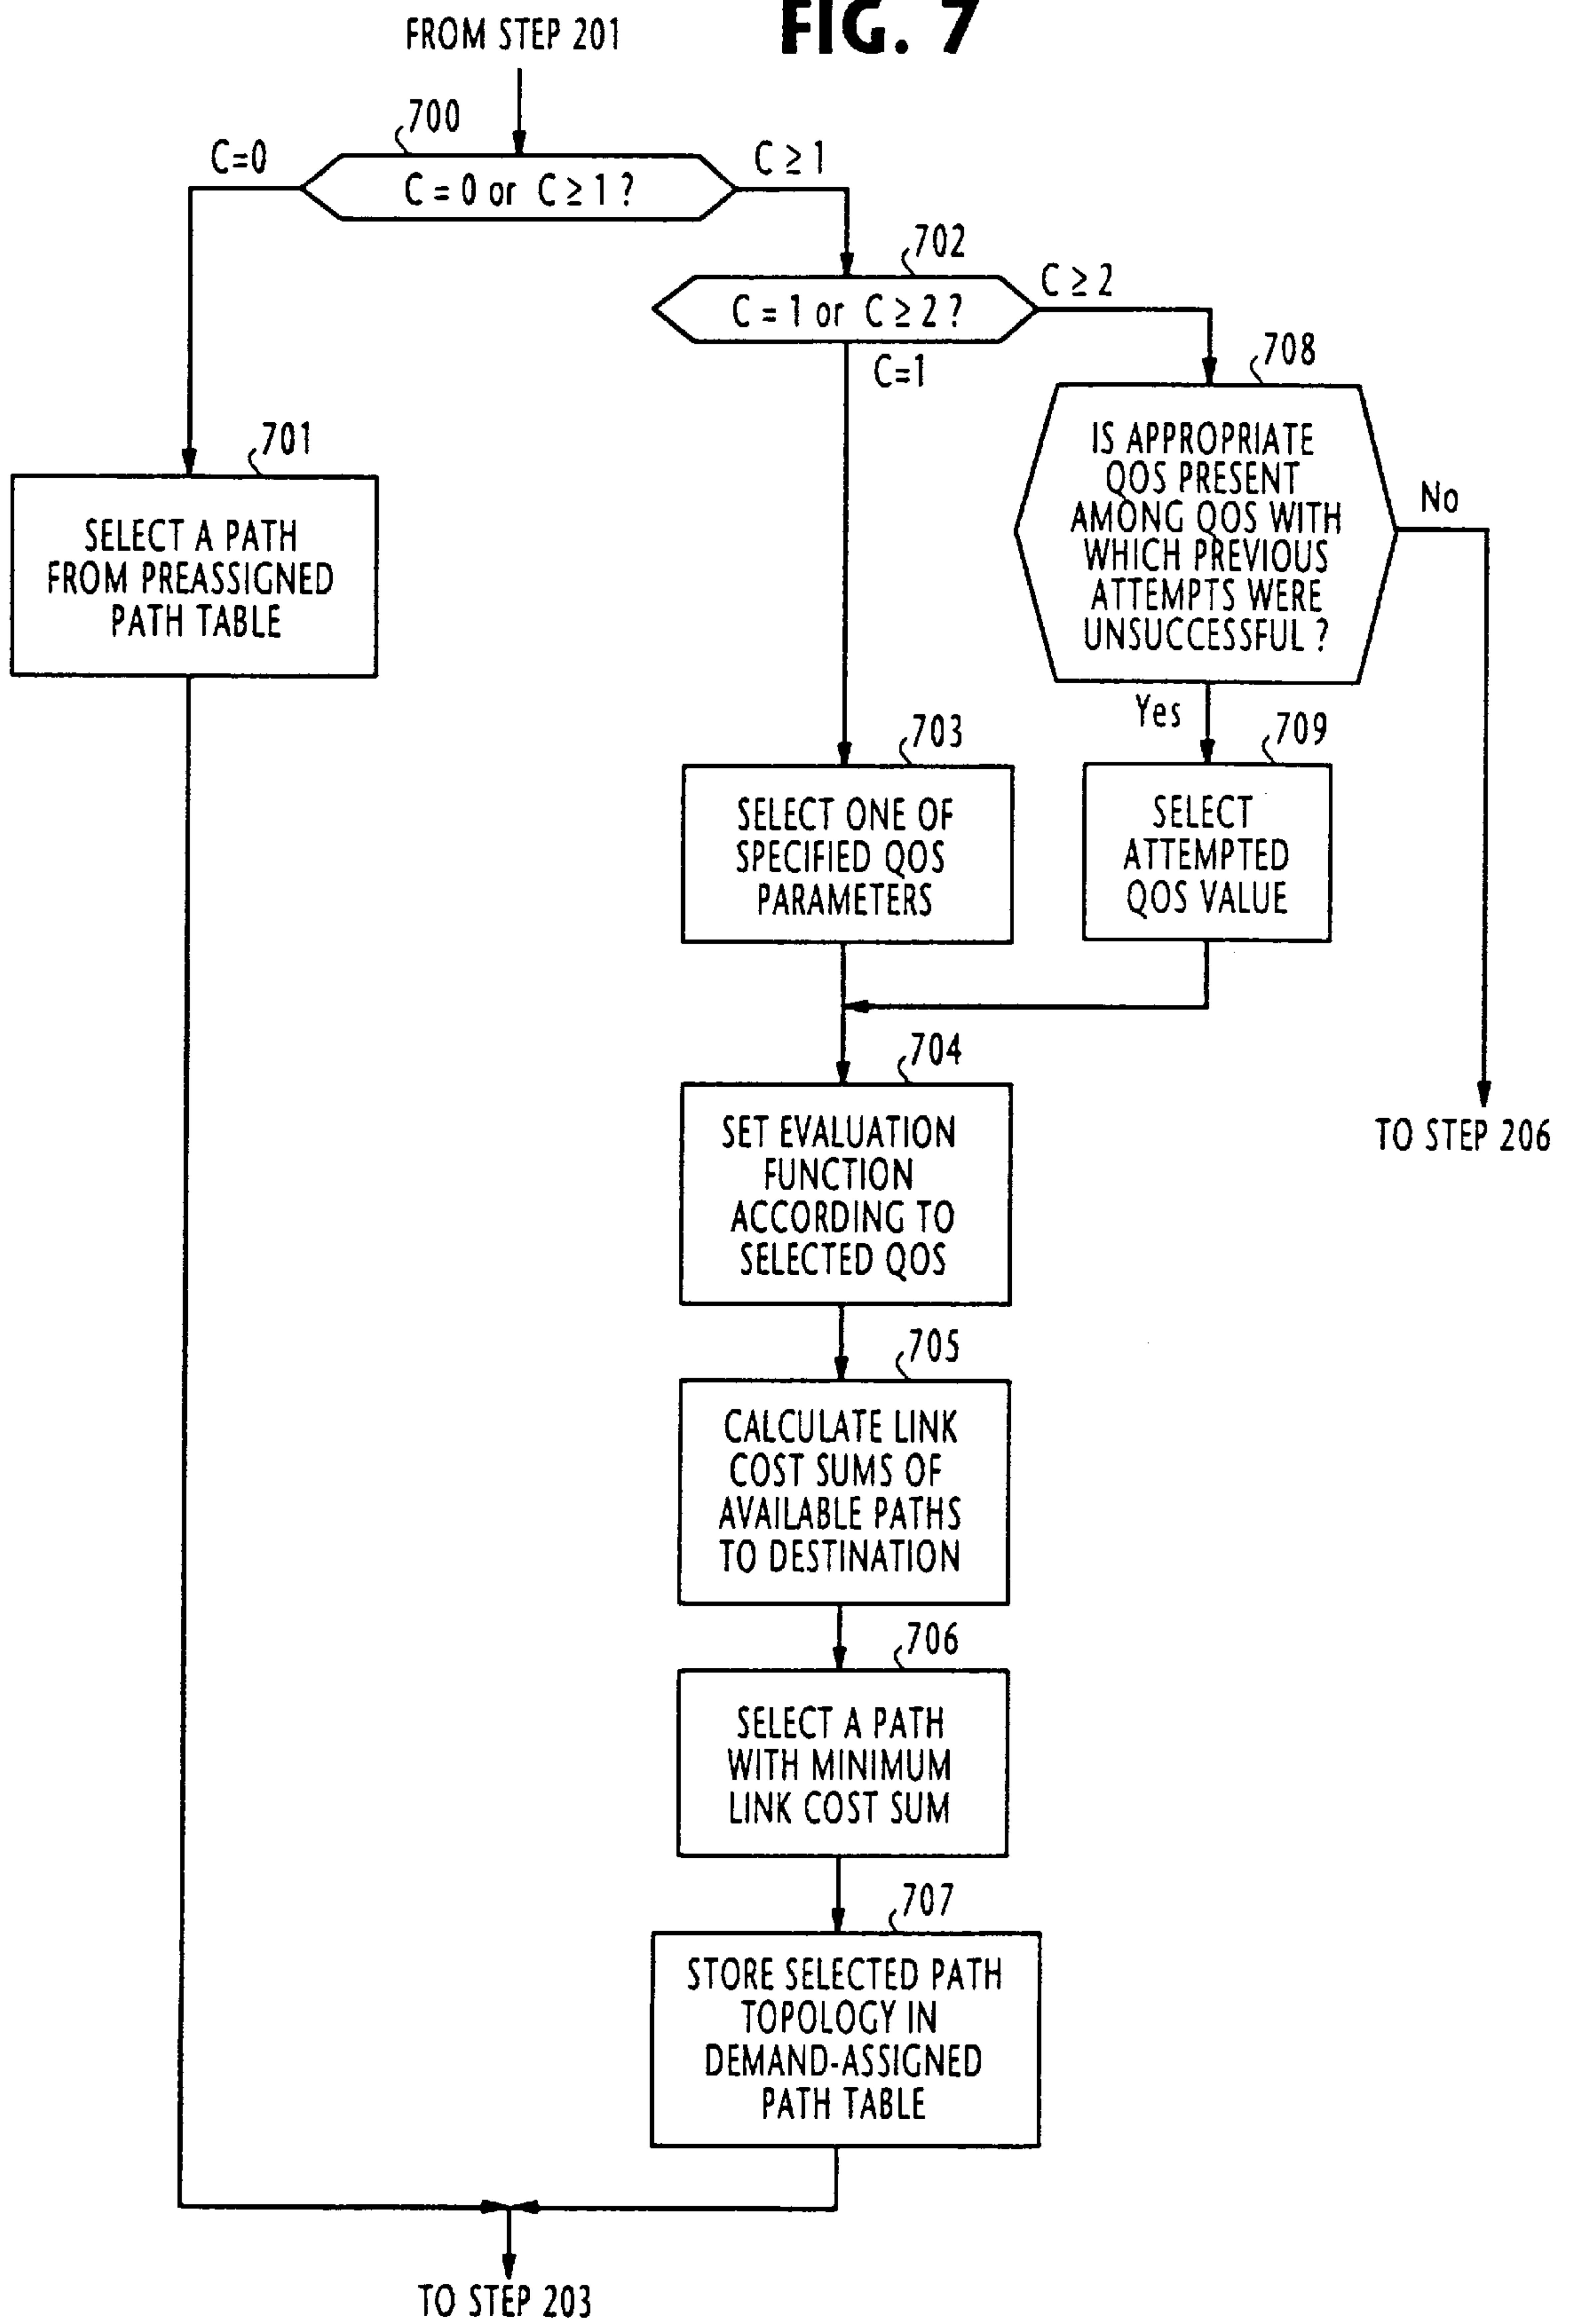 FIG. 7
FROM STEP 201
700
C=0
C = 0 or C ≥ 1 ?
C ≥ 1
702
C = 1 or C ≥ 2 ?
C ≥ 2
C=1
708
IS APPROPRIATE
QOS PRESENT
AMONG QOS WITH
WHICH PREVIOUS
ATTEMPTS WERE
UNSUCCESSFUL ?
No
Yes
701
SELECT A PATH
FROM PREASSIGNED
PATH TABLE
703
SELECT ONE OF
SPECIFIED QOS
PARAMETERS
709
SELECT
ATTEMPTED
QOS VALUE
704
SET EVALUATION
FUNCTION
ACCORDING TO
SELECTED QOS
TO STEP 206
705
CALCULATE LINK
COST SUMS OF
AVAILABLE PATHS
TO DESTINATION
706
SELECT A PATH
WITH MINIMUM
LINK COST SUM
707
STORE SELECTED PATH
TOPOLOGY IN
DEMAND-ASSIGNED
PATH TABLE
TO STEP 203